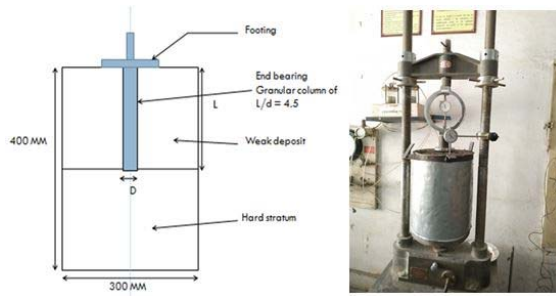 Footing
End bearing
Granular column of
L/d = 4.5
L
400 MM
Weak deposit
D
Hard stratum
300 MM